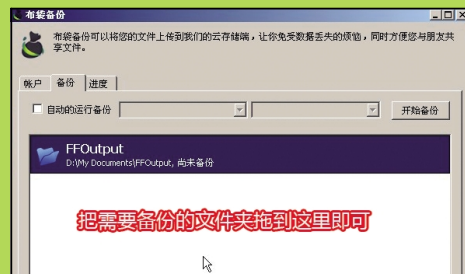 布袋备份
布袋备份可以将您的文件上传到我们的云存储端，让你免受数据丢失的烦恼，同时方便您与朋友共
享文件。
帐户 备份 进度
自动的运行备份 开始备份
FFOutput
D:\My Documents\FFOutput, 尚未备份
把需要备份的文件夹拖到这里即可